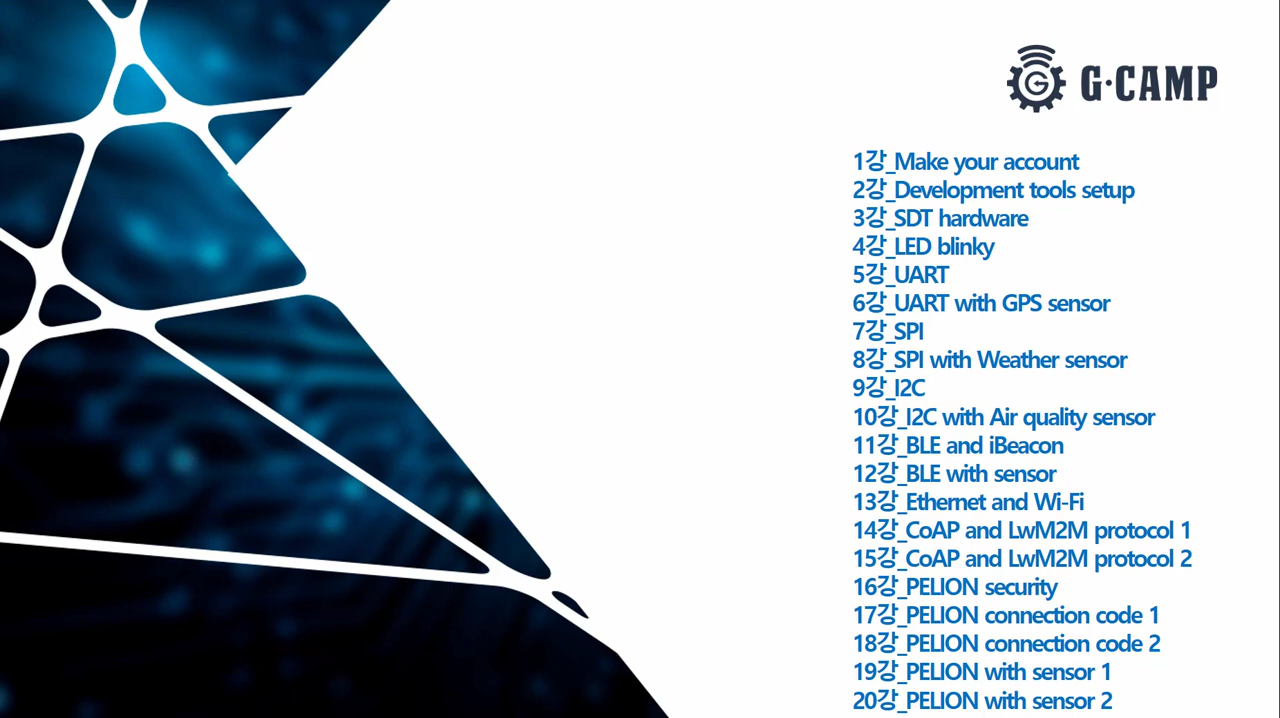 G·CAMP
1강_Make your account
2강_Development tools setup
3강_SDT hardware
4강_LED blinky
5강_UART
6강_UART with GPS sensor
7강_SPI
8강_SPI with Weather sensor
9강_I2C
10강_I2C with Air quality sensor
11강_BLE and iBeacon
12강_BLE with sensor
13강_Ethernet and Wi-Fi
14강_CoAP and LwM2M protocol 1
15강_CoAP and LwM2M protocol 2
16강_PELION security
17강_PELION connection code 1
18강_PELION connection code 2
19강_PELION with sensor 1
20강_PELION with sensor 2